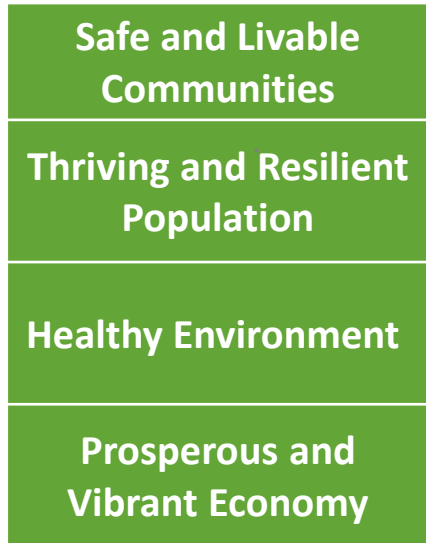 Safe and Livable
Communities
Thriving and Resilient
Population
Healthy Environment
Prosperous and
Vibrant Economy